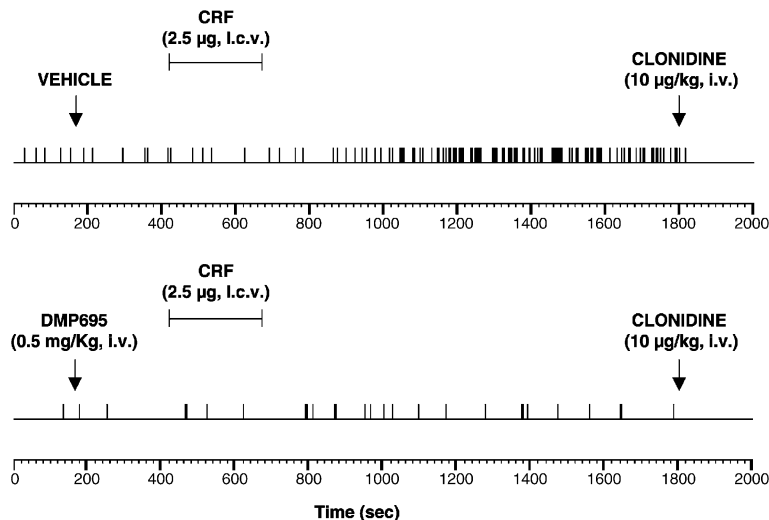 CRF
(2.5 µg, I.c.v.)
VEHICLE
CLONIDINE
(10 µg/kg, i.v.)
0 200 400 600 800 1000 1200 1400 1600 1800 2000
CRF
(2.5 µg, I.c.v.)
DMP695
(0.5 mg/Kg, i.v.)
CLONIDINE
(10 µg/kg, i.v.)
0 200 400 600 800 1000 1200 1400 1600 1800 2000
Time (sec)